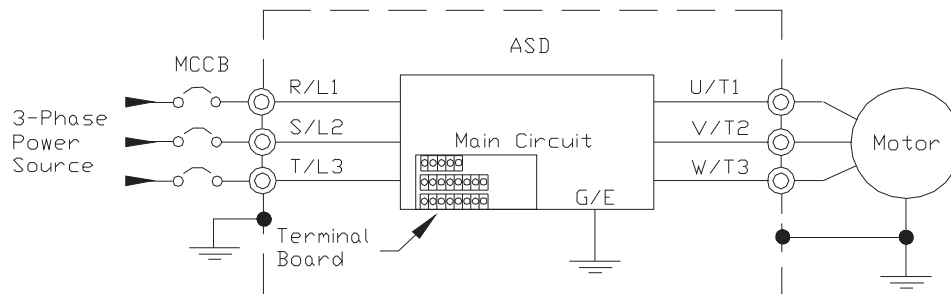 ASD
MCCB
R/L1
U/T1
3-Phase
Power
Source
S/L2
Main Circuit
V/T2
Motor
T/L3
W/T3
G/E
Terminal
Board